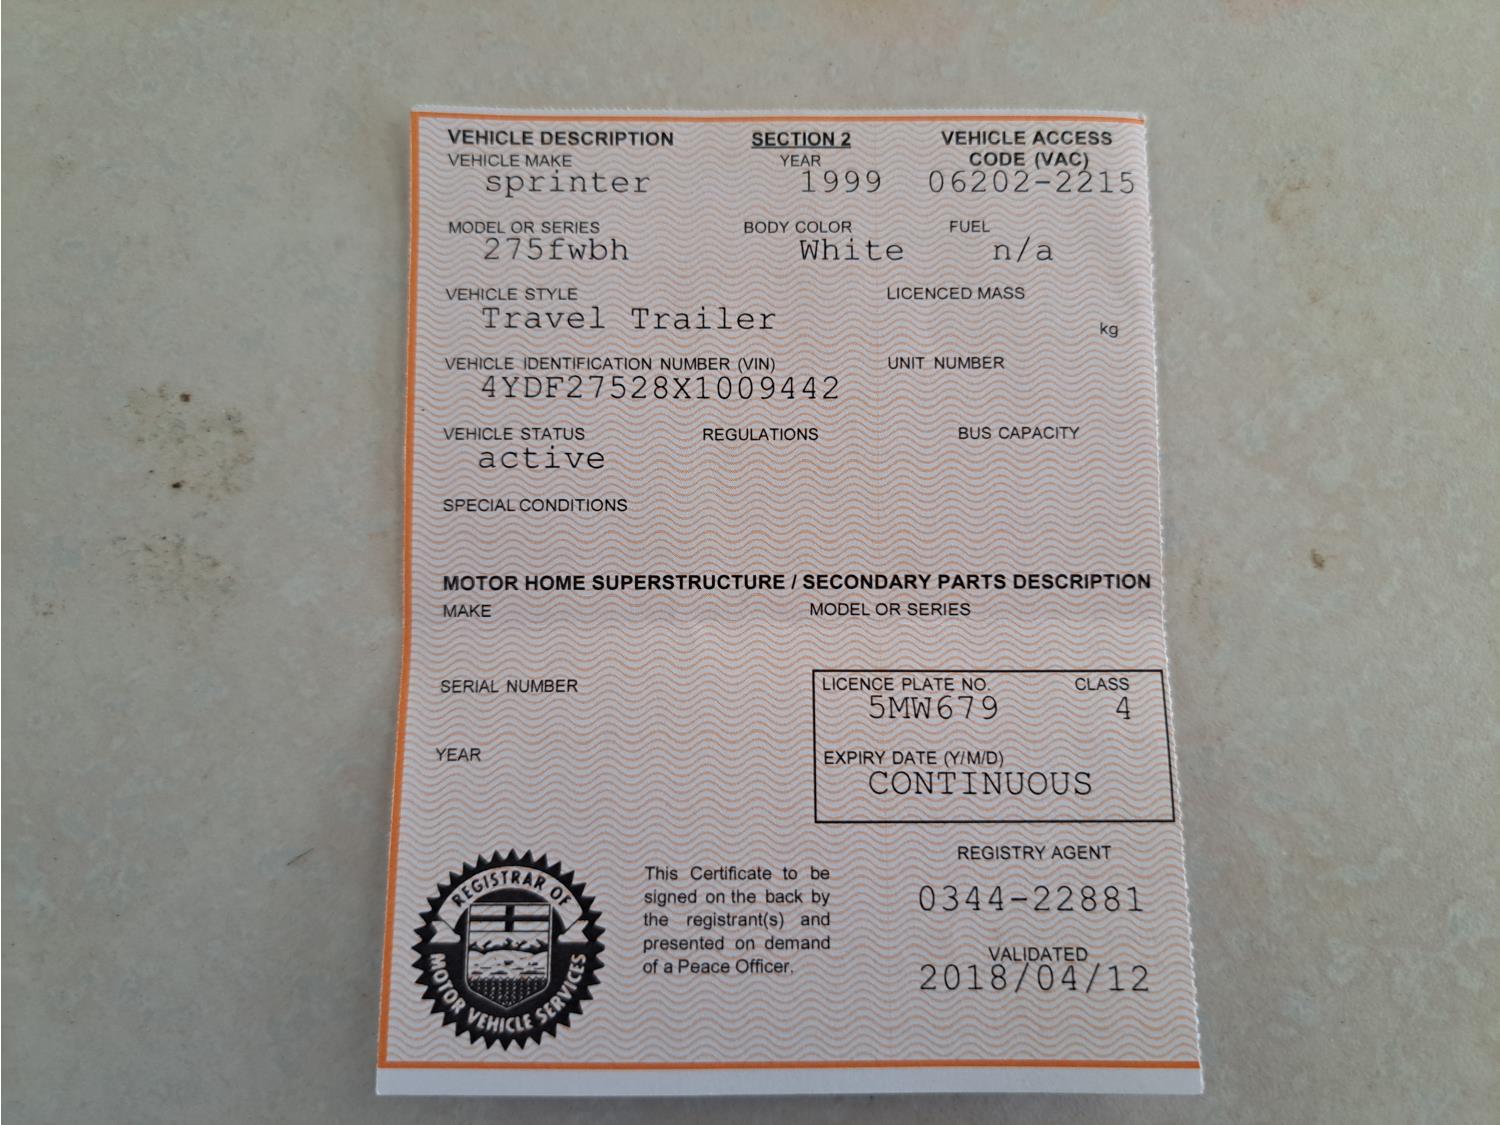 VEHICLE DESCRIPTION SECTION 2 VEHICLE ACCESS
VEHICLE MAKE YEAR CODE (VAC)
sprinter 1999 06202-2215
MODEL OR SERIES BODY COLOR FUEL
275fwbh White n/a
VEHICLE STYLE LICENCED MASS
Travel Trailer kg
VEHICLE IDENTIFICATION NUMBER (VIN) UNIT NUMBER
4YDF27528X1009442
VEHICLE STATUS REGULATIONS BUS CAPACITY
active
SPECIAL CONDITIONS
MOTOR HOME SUPERSTRUCTURE / SECONDARY PARTS DESCRIPTION
MAKE MODEL OR SERIES
SERIAL NUMBER LICENCE PLATE NO. CLASS
5MW679 4
YEAR EXPIRY DATE (Y/M/D)
CONTINUOUS
REGISTRY AGENT
0344-22881
VALIDATED
2018/04/12
This Certificate to be
signed on the back by
the registrant(s) and
presented on demand
of a Peace Officer.
REGISTRAR OF
MOTOR VEHICLE SERVICES